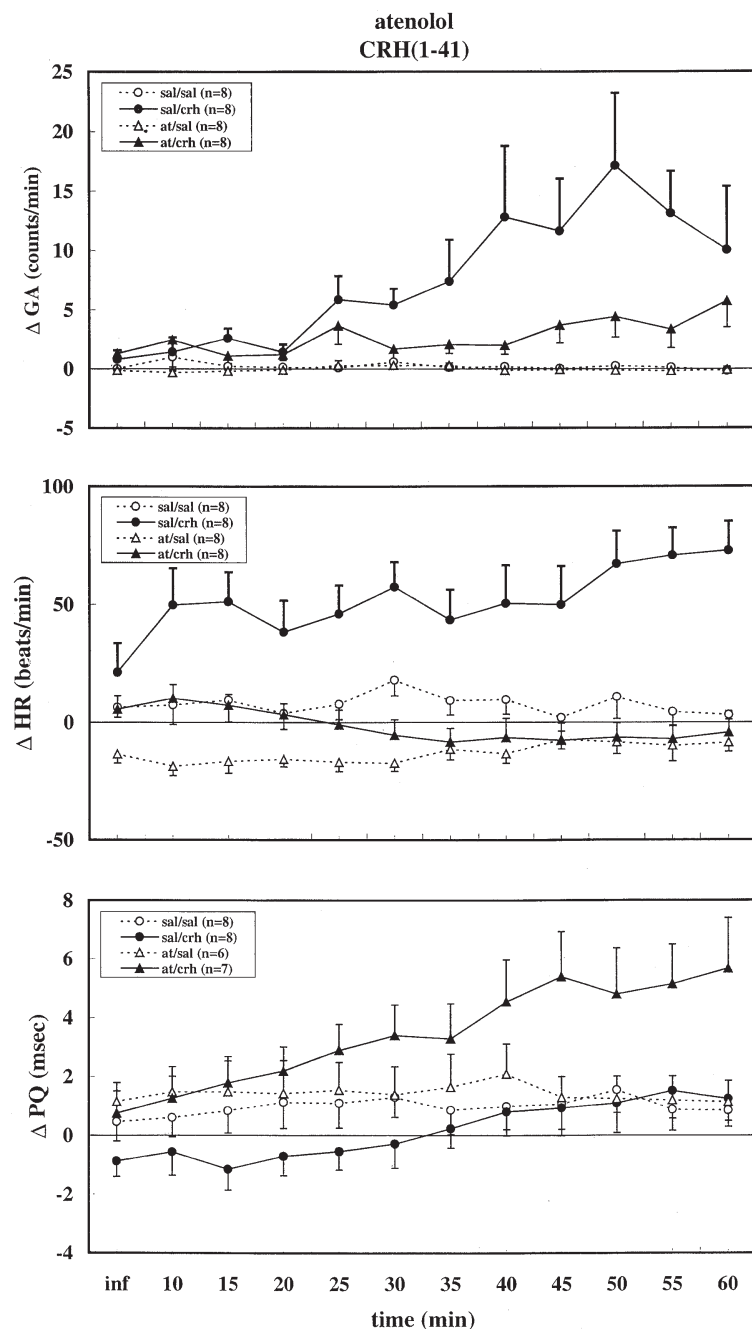 atenolol
CRH(1-41)
25
20
15
10
5
0
-5
Δ GA (counts/min)
sal/sal (n=8)
sal/crh (n=8)
at/sal (n=8)
at/crh (n=8)
100
50
0
-50
Δ HR (beats/min)
sal/sal (n=8)
sal/crh (n=8)
at/sal (n=8)
at/crh (n=8)
8
6
4
2
0
-2
-4
Δ PQ (msec)
sal/sal (n=8)
sal/crh (n=8)
at/sal (n=6)
at/crh (n=7)
inf 10 15 20 25 30 35 40 45 50 55 60
time (min)